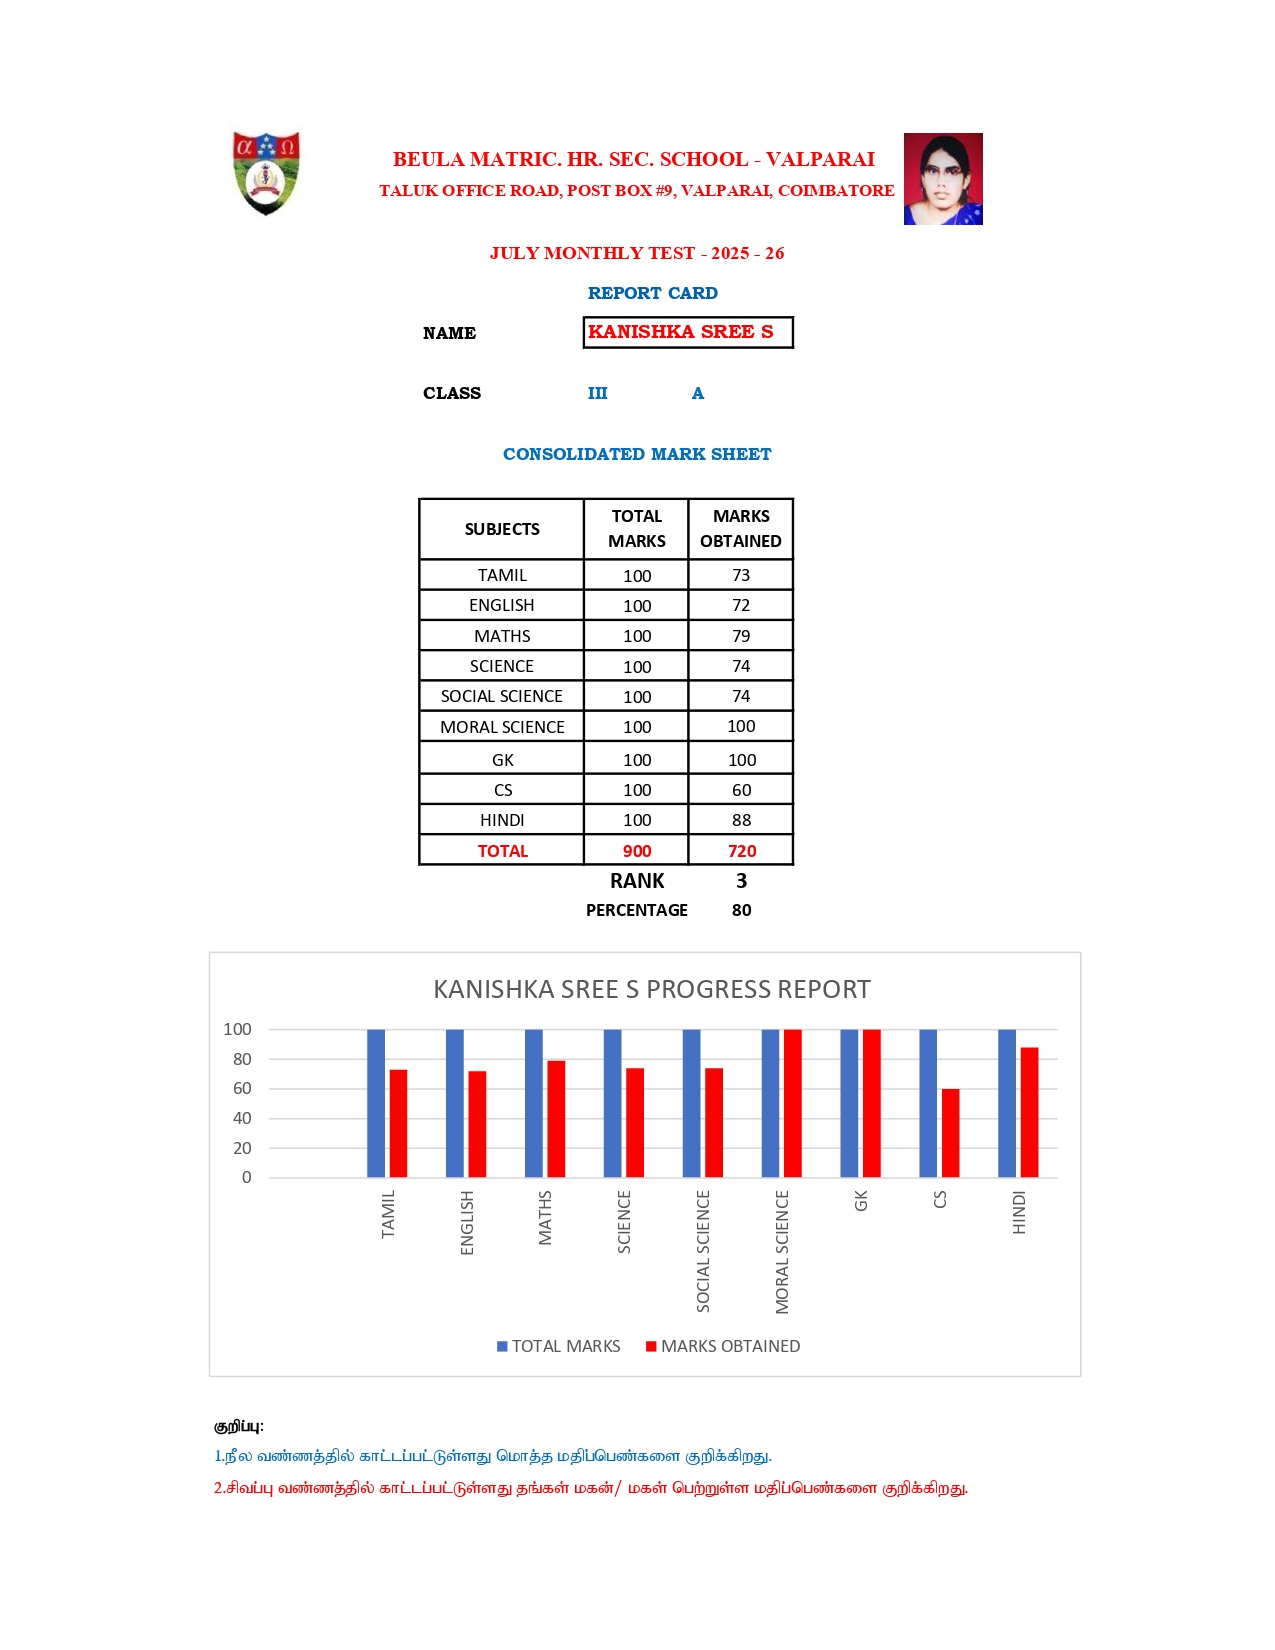 α Ω
BEULA MATRIC. HR. SEC. SCHOOL - VALPARAI
TALUK OFFICE ROAD, POST BOX #9, VALPARAI, COIMBATORE
JULY MONTHLY TEST - 2025 - 26
REPORT CARD
NAME KANISHKA SREE S
CLASS III A
CONSOLIDATED MARK SHEET
SUBJECTS TOTAL MARKS MARKS OBTAINED
TAMIL 100 73
ENGLISH 100 72
MATHS 100 79
SCIENCE 100 74
SOCIAL SCIENCE 100 74
MORAL SCIENCE 100 100
GK 100 100
CS 100 60
HINDI 100 88
TOTAL 900 720
RANK 3
PERCENTAGE 80
KANISHKA SREE S PROGRESS REPORT
100
80
60
40
20
0
TAMIL ENGLISH MATHS SCIENCE SOCIAL SCIENCE MORAL SCIENCE GK CS HINDI
TOTAL MARKS MARKS OBTAINED
குறிப்பு:
1.நீல வண்ணத்தில் காட்டப்பட்டுள்ளது மொத்த மதிப்பெண்களை குறிக்கிறது.
2.சிவப்பு வண்ணத்தில் காட்டப்பட்டுள்ளது தங்கள் மகன்/ மகள் பெற்றுள்ள மதிப்பெண்களை குறிக்கிறது.